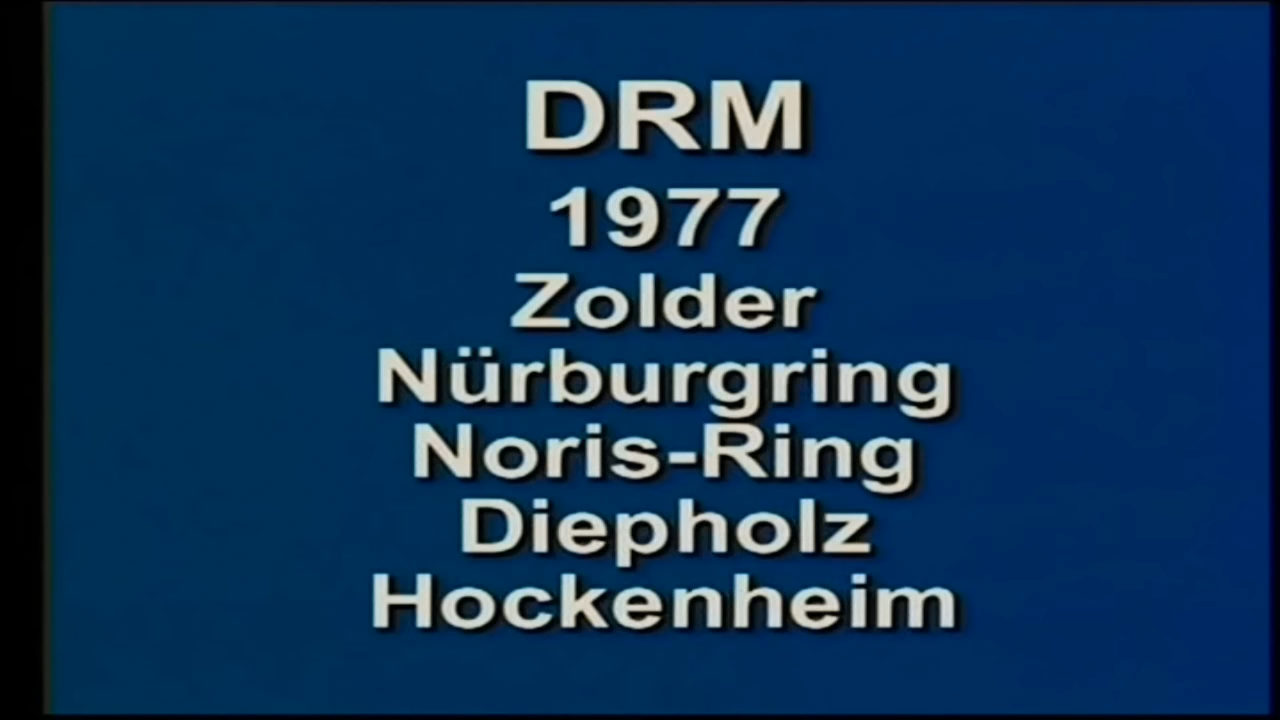 DRM
1977
Zolder
Nürburgring
Noris-Ring
Diepholz
Hockenheim